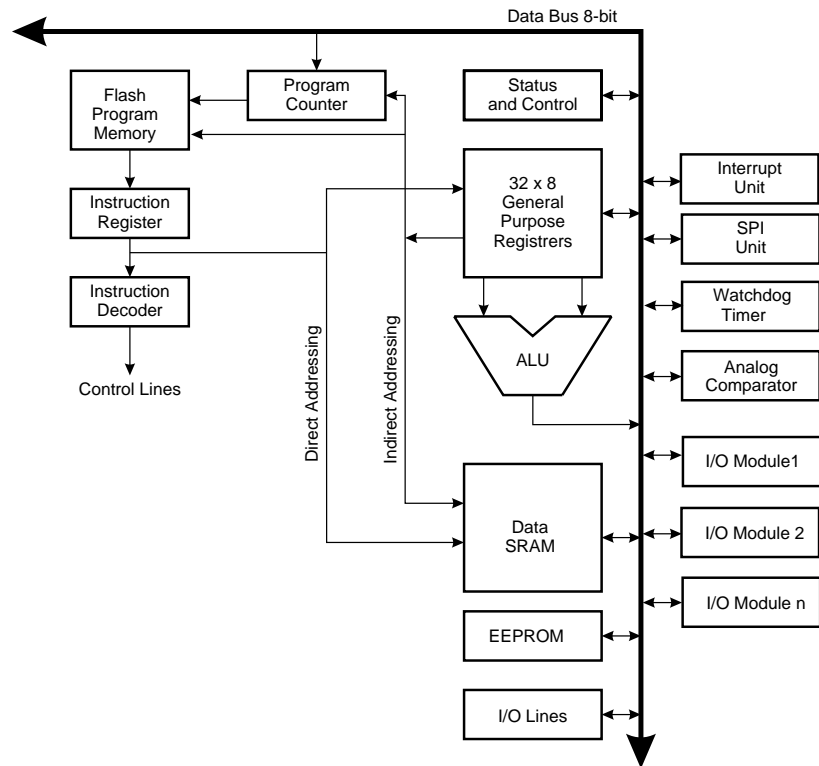 Data Bus 8-bit
Flash
Program
Memory
Program
Counter
Status
and Control
Instruction
Register
32 x 8
General
Purpose
Registrers
Interrupt
Unit
SPI
Unit
Instruction
Decoder
Watchdog
Timer
ALU
Analog
Comparator
Control Lines
Direct Addressing
Indirect Addressing
I/O Module1
Data
SRAM
I/O Module 2
I/O Module n
EEPROM
I/O Lines